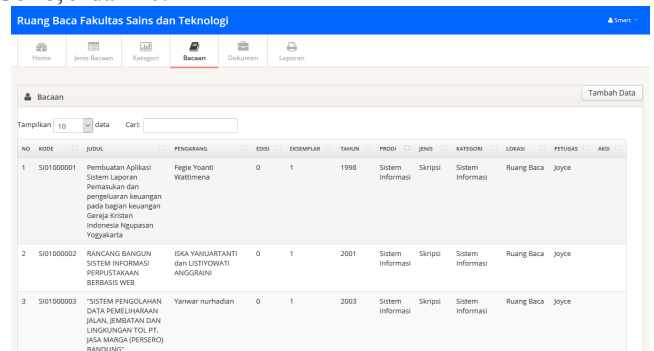 Ruang Baca Fakultas Sains dan Teknologi
Smart
Home Jenis Bacaan Kategori Bacaan Dokumen Laporan
Bacaan
Tambah Data
Tampilkan 10 data Cari:
NO KODE JUDUL PENGARANG EDISI EKSEMPLAR TAHUN PRODI JENIS KATEGORI LOKASI PETUGAS AKSI
1 SI01000001 Pembuatan Aplikasi Fegie Yoanti 0 1 1998 Sistem Skripsi Sistem Ruang Baca Joyce
Sistem Laporan Wattimena Informasi Informasi
Pemasukan dan
pengeluaran keuangan
pada bagian keuangan
Gereja Kristen
Indonesia Ngupasan
Yogyakarta
2 SI01000002 RANCANG BANGUN ISKA YANUARTANTI 0 1 2001 Sistem Skripsi Sistem Ruang Baca Joyce
SISTEM INFORMASI dan LISTIYOWATI Informasi Informasi
PERPUSTAKAAN ANGGRAINI
BERBASIS WEB
3 SI01000003 "SISTEM PENGOLAHAN Yanwar nurhadian 0 1 2003 Sistem Skripsi Sistem Ruang Baca Joyce
DATA PEMELIHARAAN Informasi Informasi
JALAN, JEMBATAN DAN
LINGKUNGAN TOL PT.
JASA MARGA (PERSERO)
BANDUNG"